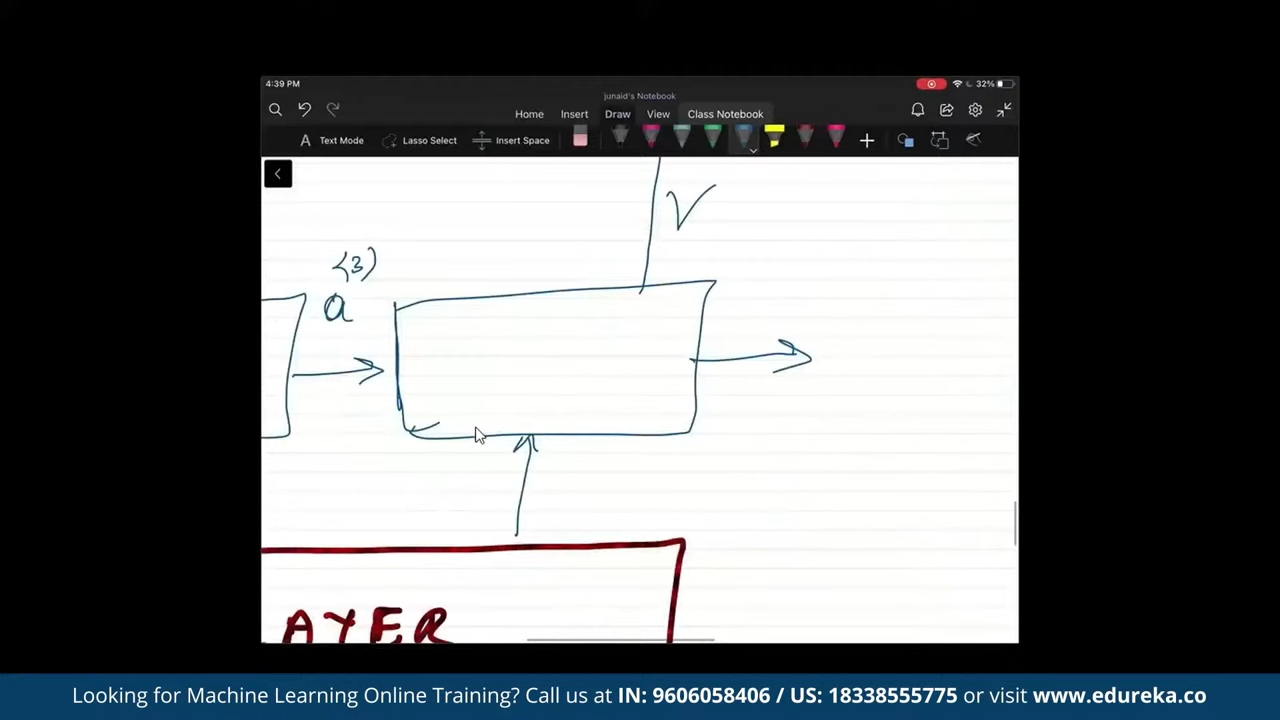 4:39 PM
32%
junaid's Notebook
Home Insert Draw View Class Notebook
A Text Mode Lasso Select Insert Space
V
<3>
a
AYER
Looking for Machine Learning Online Training? Call us at IN: 9606058406 / US: 18338555775 or visit www.edureka.co